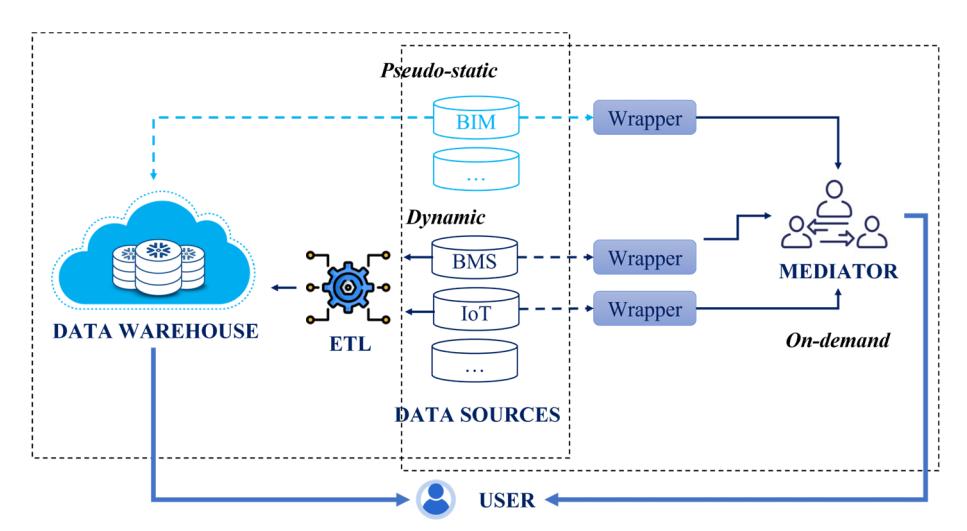 Pseudo-static
BIM
Wrapper
...
Dynamic
BMS
Wrapper
MEDIATOR
IoT
Wrapper
DATA WAREHOUSE
ETL
On-demand
...
DATA SOURCES
USER